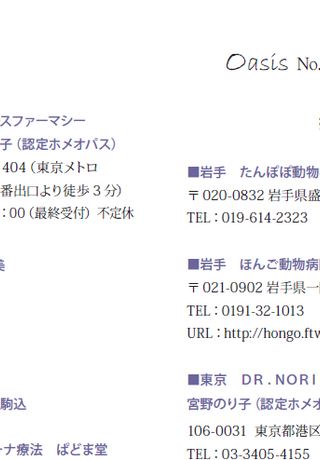 Oasis No.
スファーマシー
子（認定ホメオパス）
404（東京メトロ
番出口より徒歩 3 分）
：00（最終受付）不定休
美
駒込
ーナ療法　ぱどま堂
■岩手　たんぽぽ動物
〒 020-0832 岩手県盛
TEL：019-614-2323
■岩手　ほんご動物病
〒 021-0902 岩手県一
TEL：0191-32-1013
URL：http://hongo.ftw
■東京　ＤＲ.ＮＯＲＩ
宮野のり子（認定ホメオ
106-0031 東京都港区
TEL：03-3405-4155